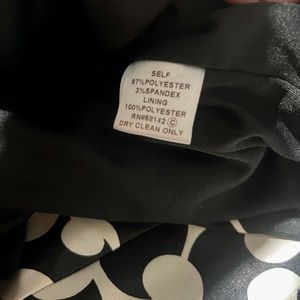 SELF
97%POLYESTER
3%SPANDEX
LINING
100%POLYESTER
RN#58142 Ⓒ
DRY CLEAN ONLY